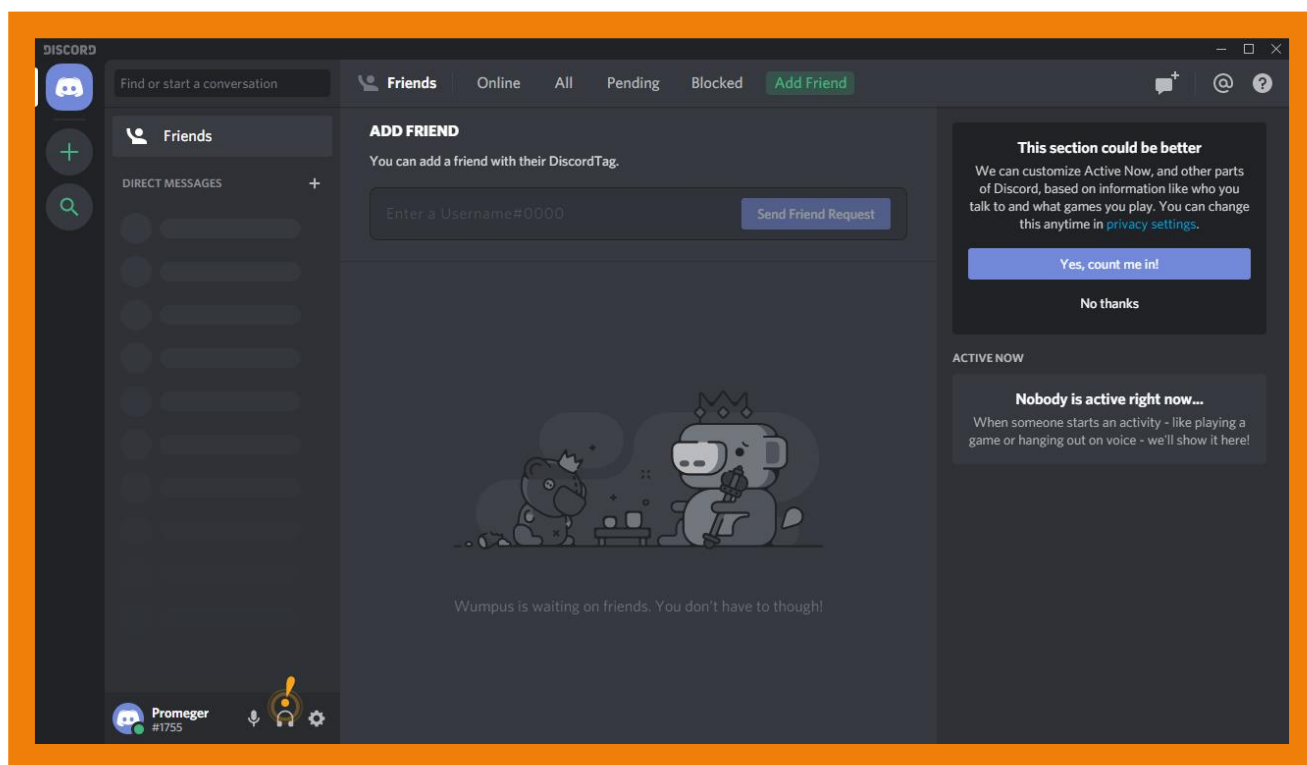 DISCORD
Find or start a conversation
Friends
Online
All
Pending
Blocked
Add Friend
Friends
DIRECT MESSAGES
ADD FRIEND
You can add a friend with their DiscordTag.
Enter a Username#0000
Send Friend Request
Wumpus is waiting on friends. You don't have to though!
This section could be better
We can customize Active Now, and other parts
of Discord, based on information like who you
talk to and what games you play. You can change
this anytime in privacy settings.
Yes, count me in!
No thanks
ACTIVE NOW
Nobody is active right now...
When someone starts an activity - like playing a
game or hanging out on voice - we'll show it here!
Promeger
#1755